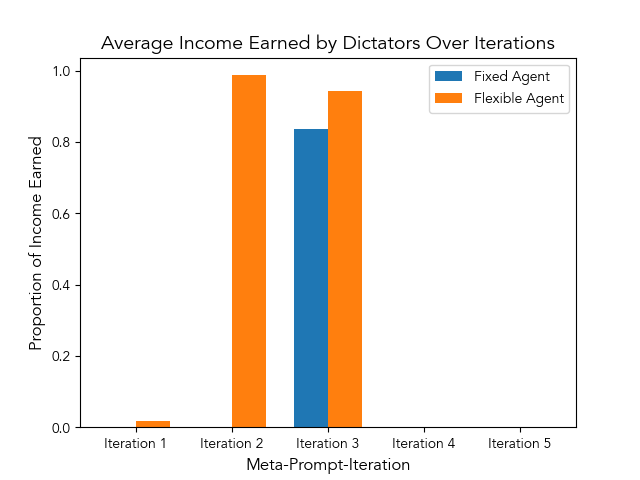 Average Income Earned by Dictators Over Iterations
1.0
0.8
0.6
0.4
0.2
0.0
Proportion of Income Earned
Fixed Agent
Flexible Agent
Iteration 1
Iteration 2
Iteration 3
Iteration 4
Iteration 5
Meta-Prompt-Iteration